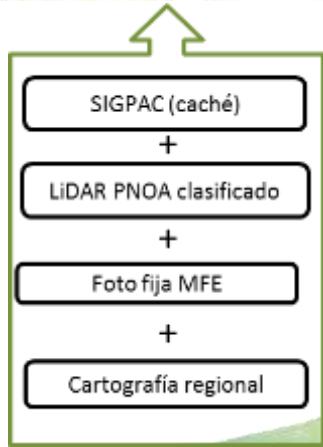 SIGPAC (caché)
+
LiDAR PNOA clasificado
+
Foto fija MFE
+
Cartografía regional